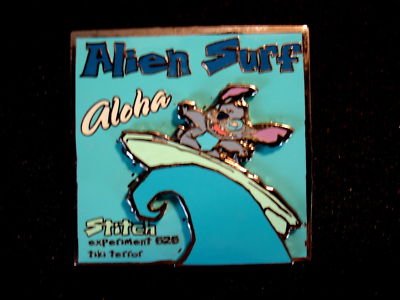 Alien Surf
Aloha
Stitch
experiment 626
tiki terror